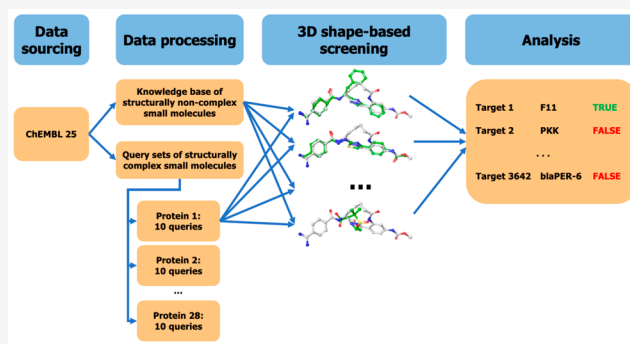 Data
sourcing
Data processing
3D shape-based
screening
Analysis
ChEMBL 25
Knowledge base of
structurally non-complex
small molecules
Query sets of structurally
complex small molecules
Protein 1:
10 queries
Protein 2:
10 queries
...
Protein 28:
10 queries
...
Target 1 F11 TRUE
Target 2 PKK FALSE
...
Target 3642 blaPER-6 FALSE